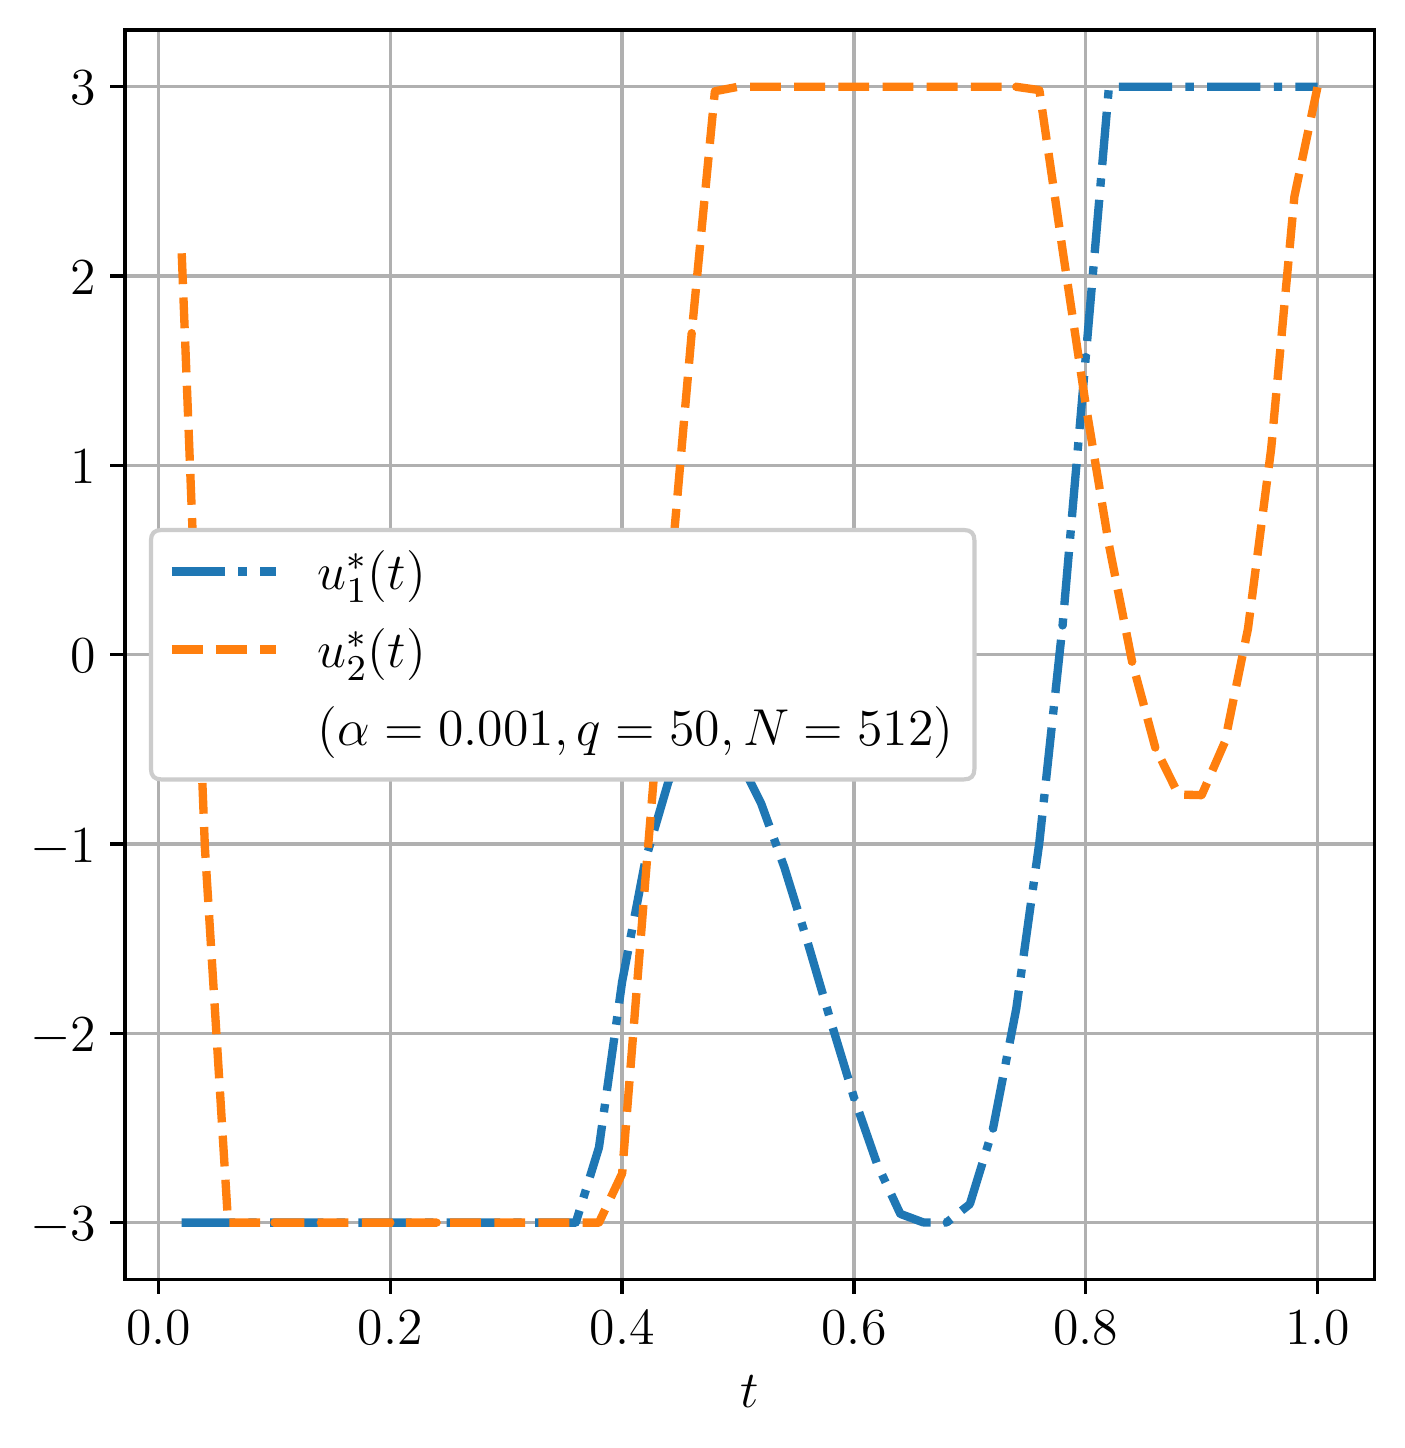 3
2
1
0
−1
−2
−3
u₁*(t)
u₂*(t)
(α = 0.001, q = 50, N = 512)
0.0 0.2 0.4 0.6 0.8 1.0
t